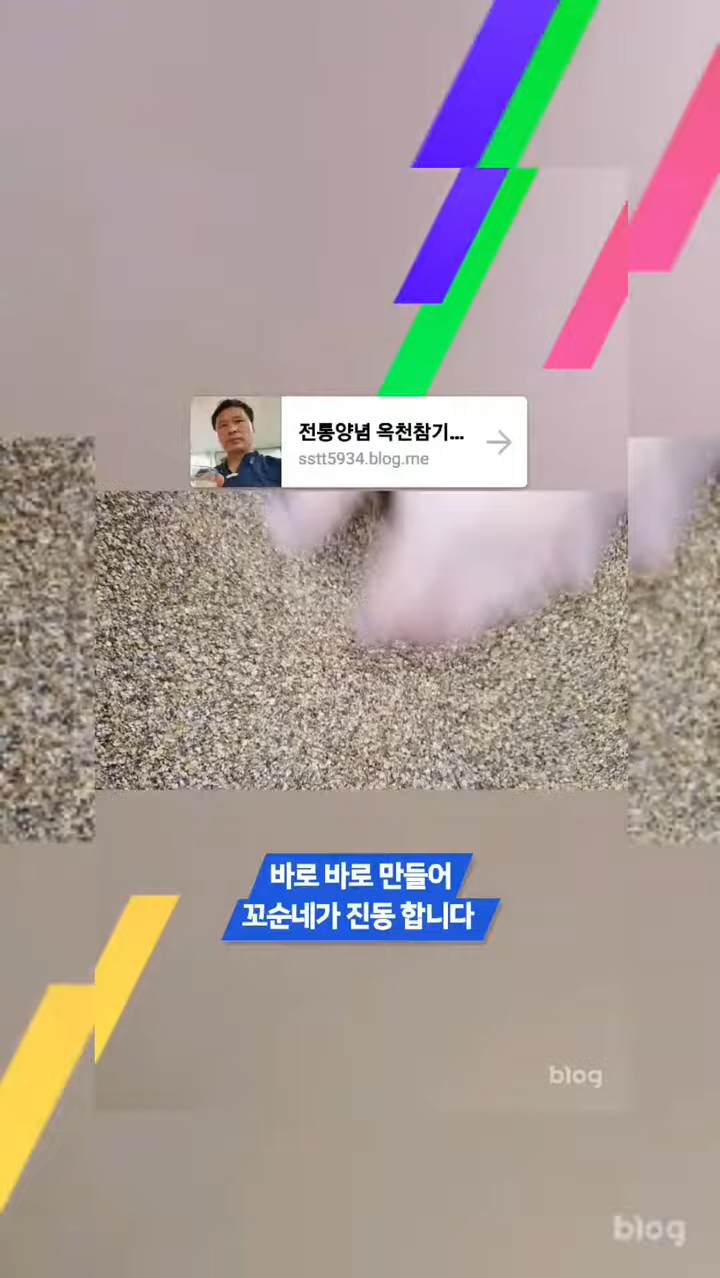 전통양념 옥천참기...
sstt5934.blog.me
바로 바로 만들어
꼬순네가 진동 합니다
blog
blog